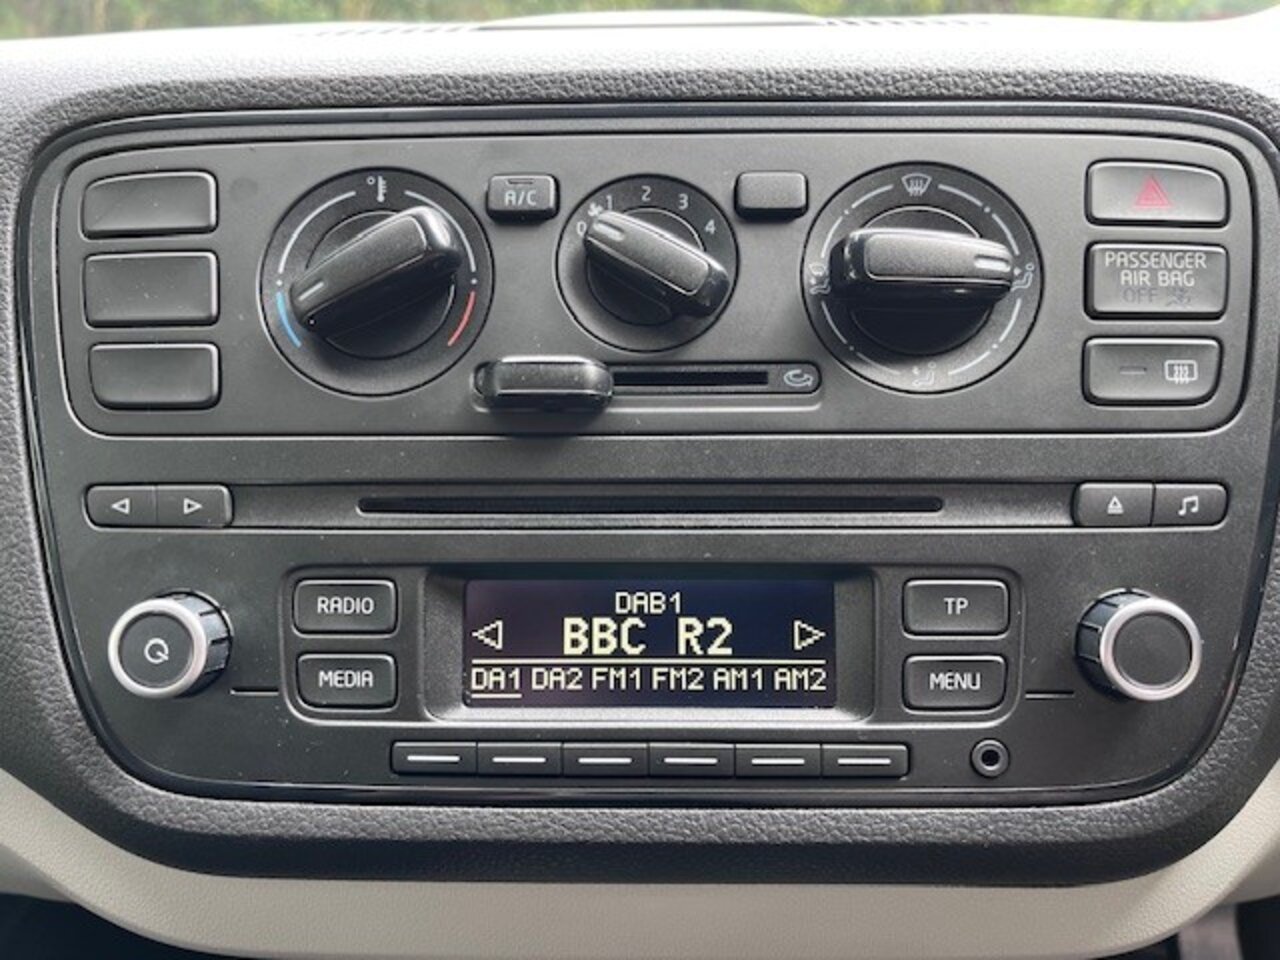 A/C
0 1 2 3 4
PASSENGER
AIR BAG
OFF
RADIO
MEDIA
DAB1
BBC R2
DA1 DA2 FM1 FM2 AM1 AM2
TP
MENU